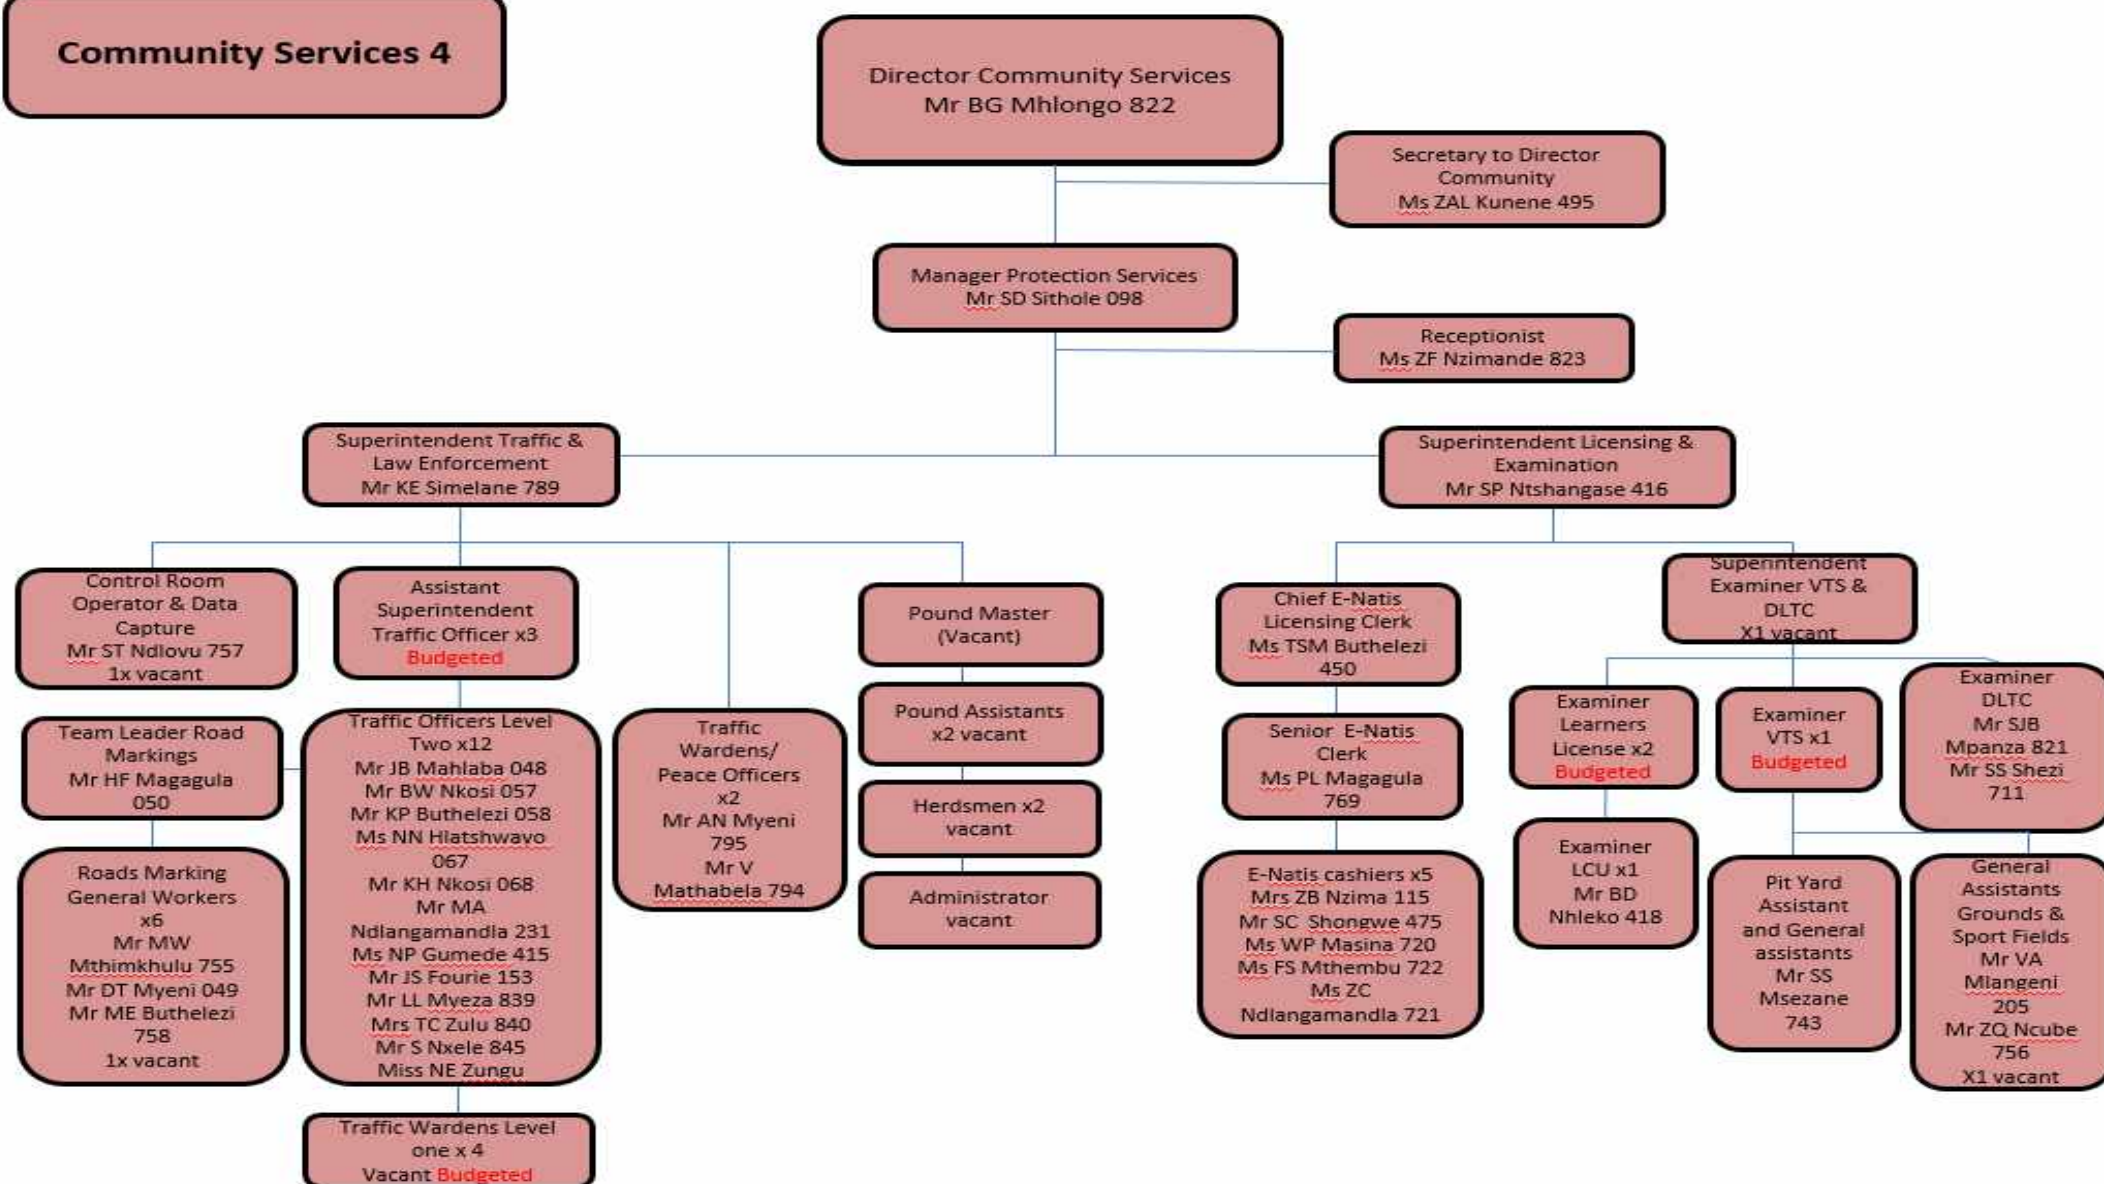 Community Services 4
Director Community Services
Mr BG Mhlongo 822
Secretary to Director
Community
Ms ZAL Kunene 495
Manager Protection Services
Mr SD Sithole 098
Receptionist
Ms ZF Nzimande 823
Superintendent Traffic &
Law Enforcement
Mr KE Simelane 789
Superintendent Licensing &
Examination
Mr SP Ntshangase 416
Control Room
Operator & Data
Capture
Mr ST Ndlovu 757
1x vacant
Assistant
Superintendent
Traffic Officer x3
Budgeted
Pound Master
(Vacant)
Chief E-Natis
Licensing Clerk
Ms TSM Buthelezi
450
Superintendent
Examiner VTS &
DLTC
X1 vacant
Team Leader Road
Markings
Mr HF Magagula
050
Traffic Officers Level
Two x12
Mr JB Mahlaba 048
Mr BW Nkosi 057
Mr KP Buthelezi 058
Ms NN Hlatshwayo
067
Mr KH Nkosi 068
Mr MA
Ndlangamandla 231
Ms NP Gumede 415
Mr JS Fourie 153
Mr LL Myeza 839
Mrs TC Zulu 840
Mr S Nxele 845
Miss NE Zungu
Traffic
Wardens/
Peace Officers
x2
Mr AN Myeni
795
Mr V
Mathabela 794
Pound Assistants
x2 vacant
Herdsmen x2
vacant
Administrator
vacant
Senior E-Natis
Clerk
Ms PL Magagula
769
E-Natis cashiers x5
Mrs ZB Nzima 115
Mr SC Shongwe 475
Ms WP Masina 720
Ms FS Mthembu 722
Ms ZC
Ndlangamandla 721
Examiner
Learners
License x2
Budgeted
Examiner
VTS x1
Budgeted
Examiner
DLTC
Mr SJB
Mpanza 821
Mr SS Shezi
711
Examiner
LCU x1
Mr BD
Nhleko 418
Pit Yard
Assistant
and General
assistants
Mr SS
Msezane
743
General
Assistants
Grounds &
Sport Fields
Mr VA
Mlangeni
205
Mr ZQ Ncube
756
X1 vacant
Roads Marking
General Workers
x6
Mr MW
Mthimkhulu 755
Mr DT Myeni 049
Mr ME Buthelezi
758
1x vacant
Traffic Wardens Level
one x 4
Vacant Budgeted